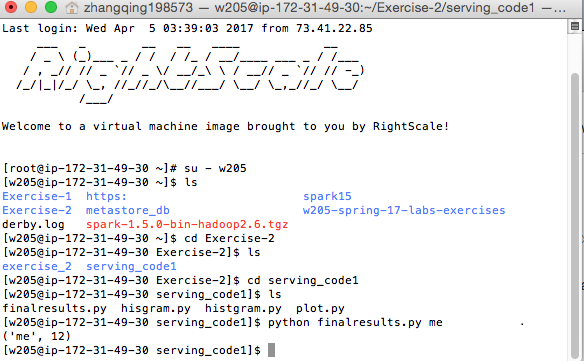 zhangqing198573 — w205@ip-172-31-49-30:~/Exercise-2/serving_code1 —...
Last login: Wed Apr  5 03:39:03 2017 from 73.41.22.85
RightScale
Welcome to a virtual machine image brought to you by RightScale!
[root@ip-172-31-49-30 ~]# su - w205
[w205@ip-172-31-49-30 ~]$ ls
Exercise-1  https:  spark15
Exercise-2  metastore_db  w205-spring-17-labs-exercises
derby.log  spark-1.5.0-bin-hadoop2.6.tgz
[w205@ip-172-31-49-30 ~]$ cd Exercise-2
[w205@ip-172-31-49-30 Exercise-2]$ ls
exercise_2  serving_code1
[w205@ip-172-31-49-30 Exercise-2]$ cd serving_code1
[w205@ip-172-31-49-30 serving_code1]$ ls
finalresults.py  hisgram.py  histgram.py  plot.py
[w205@ip-172-31-49-30 serving_code1]$ python finalresults.py me .
('me', 12)
[w205@ip-172-31-49-30 serving_code1]$